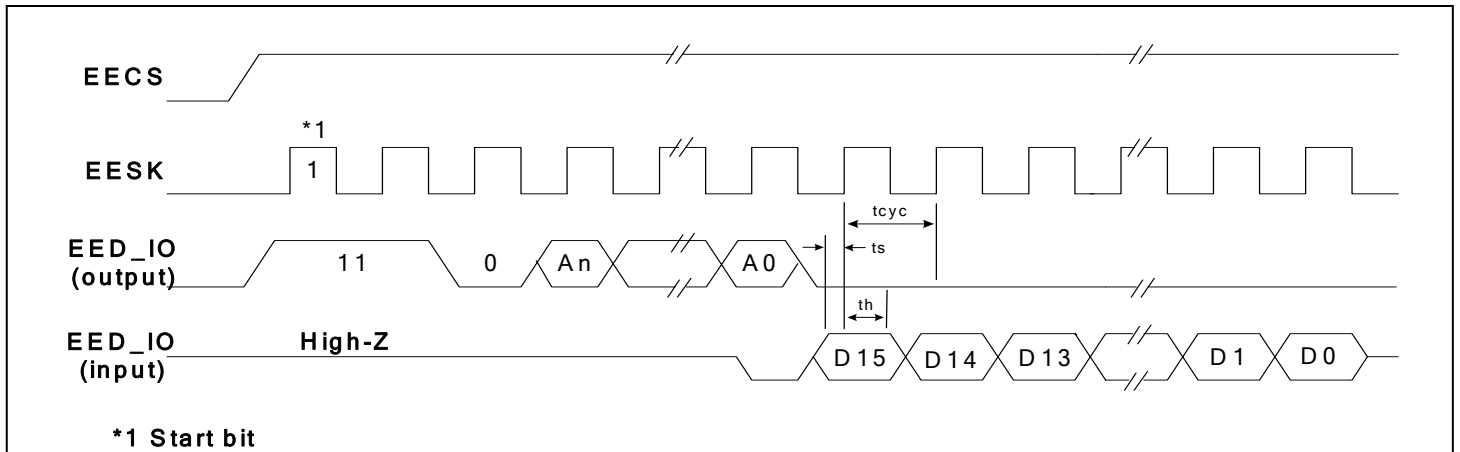 EECS
*1
EESK
1
tcyc
ts
EED_IO
(output)
11
0
An
A0
th
EED_IO
(input)
High-Z
D15
D14
D13
D1
D0
*1 Start bit